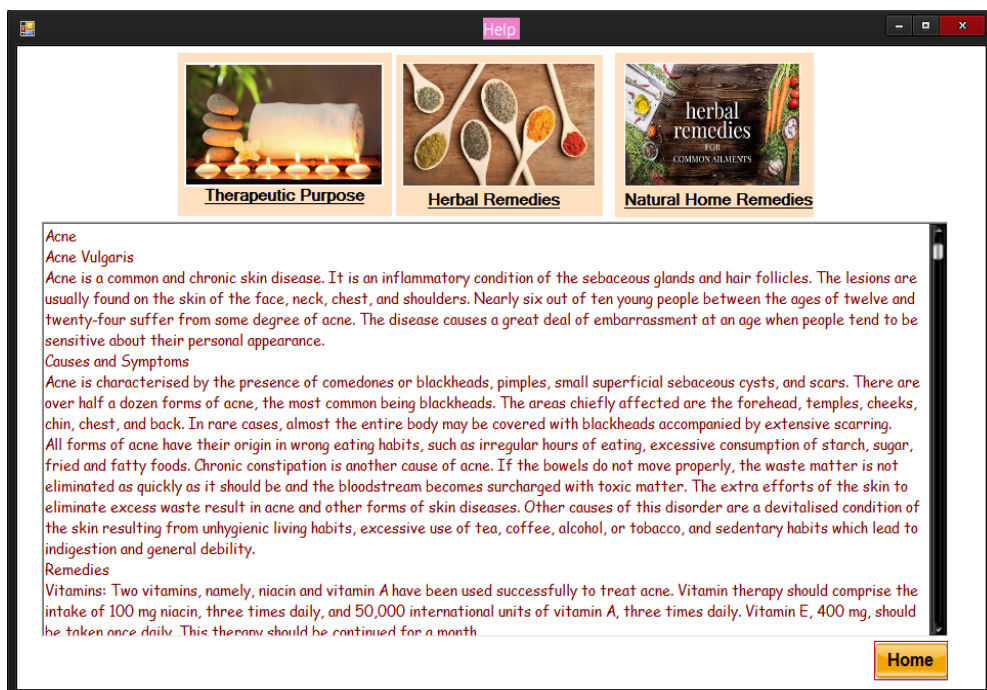 Help
herbal
remedies
FOR
COMMON AILMENTS
Therapeutic Purpose
Herbal Remedies
Natural Home Remedies
Acne
Acne Vulgaris
Acne is a common and chronic skin disease. It is an inflammatory condition of the sebaceous glands and hair follicles. The lesions are
usually found on the skin of the face, neck, chest, and shoulders. Nearly six out of ten young people between the ages of twelve and
twenty-four suffer from some degree of acne. The disease causes a great deal of embarrassment at an age when people tend to be
sensitive about their personal appearance.
Causes and Symptoms
Acne is characterised by the presence of comedones or blackheads, pimples, small superficial sebaceous cysts, and scars. There are
over half a dozen forms of acne, the most common being blackheads. The areas chiefly affected are the forehead, temples, cheeks,
chin, chest, and back. In rare cases, almost the entire body may be covered with blackheads accompanied by extensive scarring.
All forms of acne have their origin in wrong eating habits, such as irregular hours of eating, excessive consumption of starch, sugar,
fried and fatty foods. Chronic constipation is another cause of acne. If the bowels do not move properly, the waste matter is not
eliminated as quickly as it should be and the bloodstream becomes surcharged with toxic matter. The extra efforts of the skin to
eliminate excess waste result in acne and other forms of skin diseases. Other causes of this disorder are a devitalised condition of
the skin resulting from unhygienic living habits, excessive use of tea, coffee, alcohol, or tobacco, and sedentary habits which lead to
indigestion and general debility.
Remedies
Vitamins: Two vitamins, namely, niacin and vitamin A have been used successfully to treat acne. Vitamin therapy should comprise the
intake of 100 mg niacin, three times daily, and 50,000 international units of vitamin A, three times daily. Vitamin E, 400 mg, should
be taken once daily. This therapy should be continued for a month.
Home